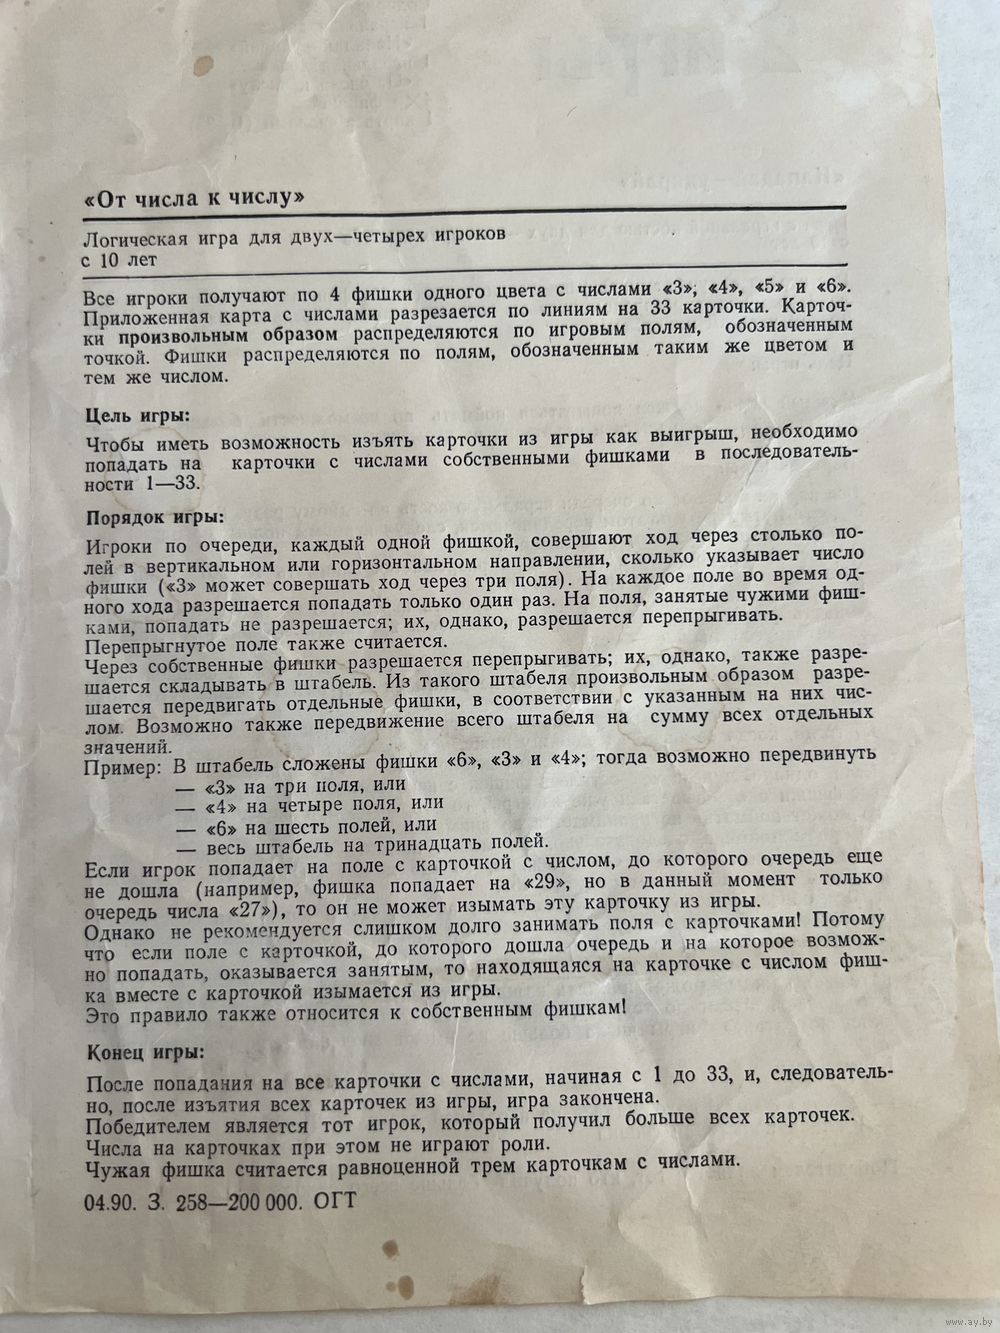 «От числа к числу»
Логическая игра для двух—четырех игроков
с 10 лет
Все игроки получают по 4 фишки одного цвета с числами «3», «4», «5» и «6».
Приложенная карта с числами разрезается по линиям на 33 карточки. Карточ-
ки произвольным образом распределяются по игровым полям, обозначенным
точкой. Фишки распределяются по полям, обозначенным таким же цветом и
тем же числом.
Цель игры:
Чтобы иметь возможность изъять карточки из игры как выигрыш, необходимо
попадать на карточки с числами собственными фишками в последователь-
ности 1—33.
Порядок игры:
Игроки по очереди, каждый одной фишкой, совершают ход через столько по-
лей в вертикальном или горизонтальном направлении, сколько указывает число
фишки («3» может совершать ход через три поля). На каждое поле во время од-
ного хода разрешается попадать только один раз. На поля, занятые чужими фиш-
ками, попадать не разрешается; их, однако, разрешается перепрыгивать.
Перепрыгнутое поле также считается.
Через собственные фишки разрешается перепрыгивать; их, однако, также разре-
шается складывать в штабель. Из такого штабеля произвольным образом разре-
шается передвигать отдельные фишки, в соответствии с указанным на них чис-
лом. Возможно также передвижение всего штабеля на сумму всех отдельных
значений.
Пример: В штабель сложены фишки «6», «3» и «4»; тогда возможно передвинуть
— «3» на три поля, или
— «4» на четыре поля, или
— «6» на шесть полей, или
— весь штабель на тринадцать полей.
Если игрок попадает на поле с карточкой с числом, до которого очередь еще
не дошла (например, фишка попадает на «29», но в данный момент только
очередь числа «27»), то он не может изымать эту карточку из игры.
Однако не рекомендуется слишком долго занимать поля с карточками! Потому
что если поле с карточкой, до которого дошла очередь и на которое возмож-
но попадать, оказывается занятым, то находящаяся на карточке с числом фиш-
ка вместе с карточкой изымается из игры.
Это правило также относится к собственным фишкам!
Конец игры:
После попадания на все карточки с числами, начиная с 1 до 33, и, следователь-
но, после изъятия всех карточек из игры, игра закончена.
Победителем является тот игрок, который получил больше всех карточек.
Числа на карточках при этом не играют роли.
Чужая фишка считается равноценной трем карточкам с числами.
04.90. З. 258—200 000. ОГТ
www.ay.by